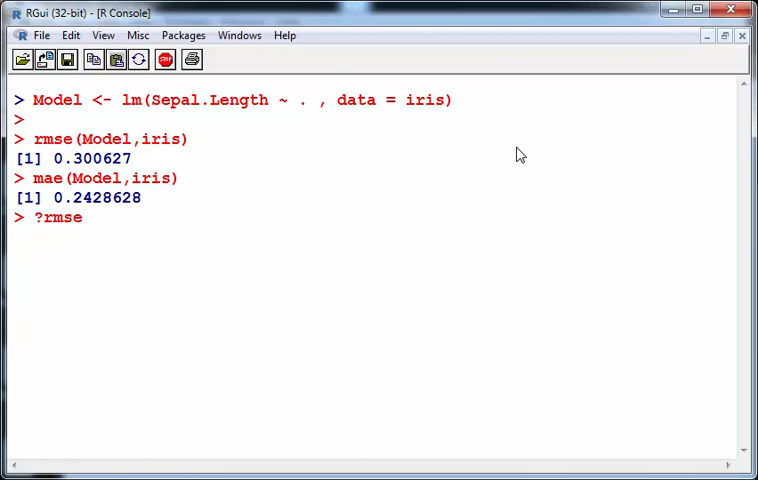 RGui (32-bit) - [R Console]
File Edit View Misc Packages Windows Help
STOP
> Model <- lm(Sepal.Length ~ . , data = iris)
>
> rmse(Model,iris)
[1] 0.300627
> mae(Model,iris)
[1] 0.2428628
> ?rmse